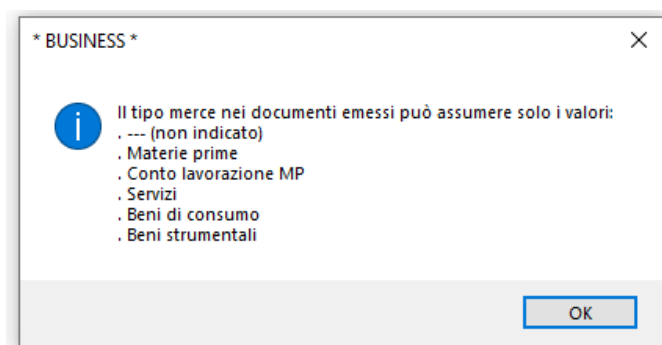 * BUSINESS *
Il tipo merce nei documenti emessi può assumere solo i valori:
. --- (non indicato)
. Materie prime
. Conto lavorazione MP
. Servizi
. Beni di consumo
. Beni strumentali
OK